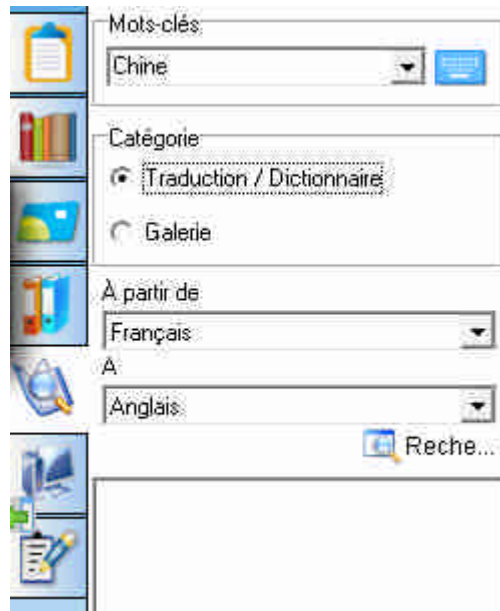 Mots-clés
Chine
Catégorie
Traduction / Dictionnaire
Galerie
À partir de
Français
A
Anglais
Reche...